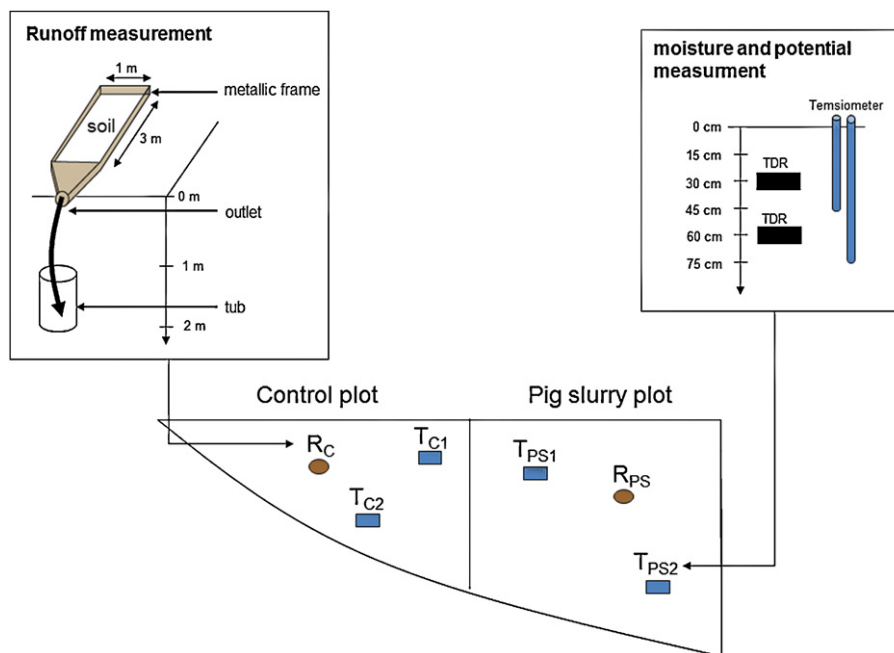 Runoff measurement
1 m
metallic frame
soil
3 m
0 m
outlet
1 m
tub
2 m
moisture and potential
measurment
Temsiometer
0 cm
15 cm
TDR
30 cm
45 cm
TDR
60 cm
75 cm
Control plot
Pig slurry plot
RC
TC1
TC2
TPS1
RPS
TPS2